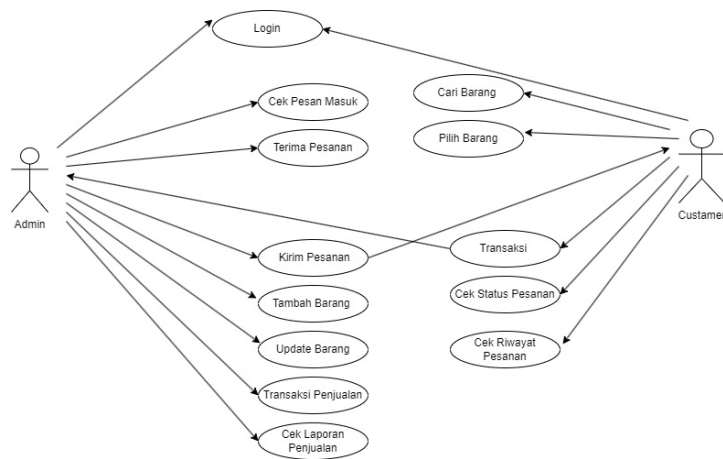 Login
Cek Pesan Masuk
Cari Barang
Terima Pesanan
Pilih Barang
Admin
Custamer
Kirim Pesanan
Transaksi
Tambah Barang
Cek Status Pesanan
Update Barang
Cek Riwayat
Pesanan
Transaksi Penjualan
Cek Laporan
Penjualan